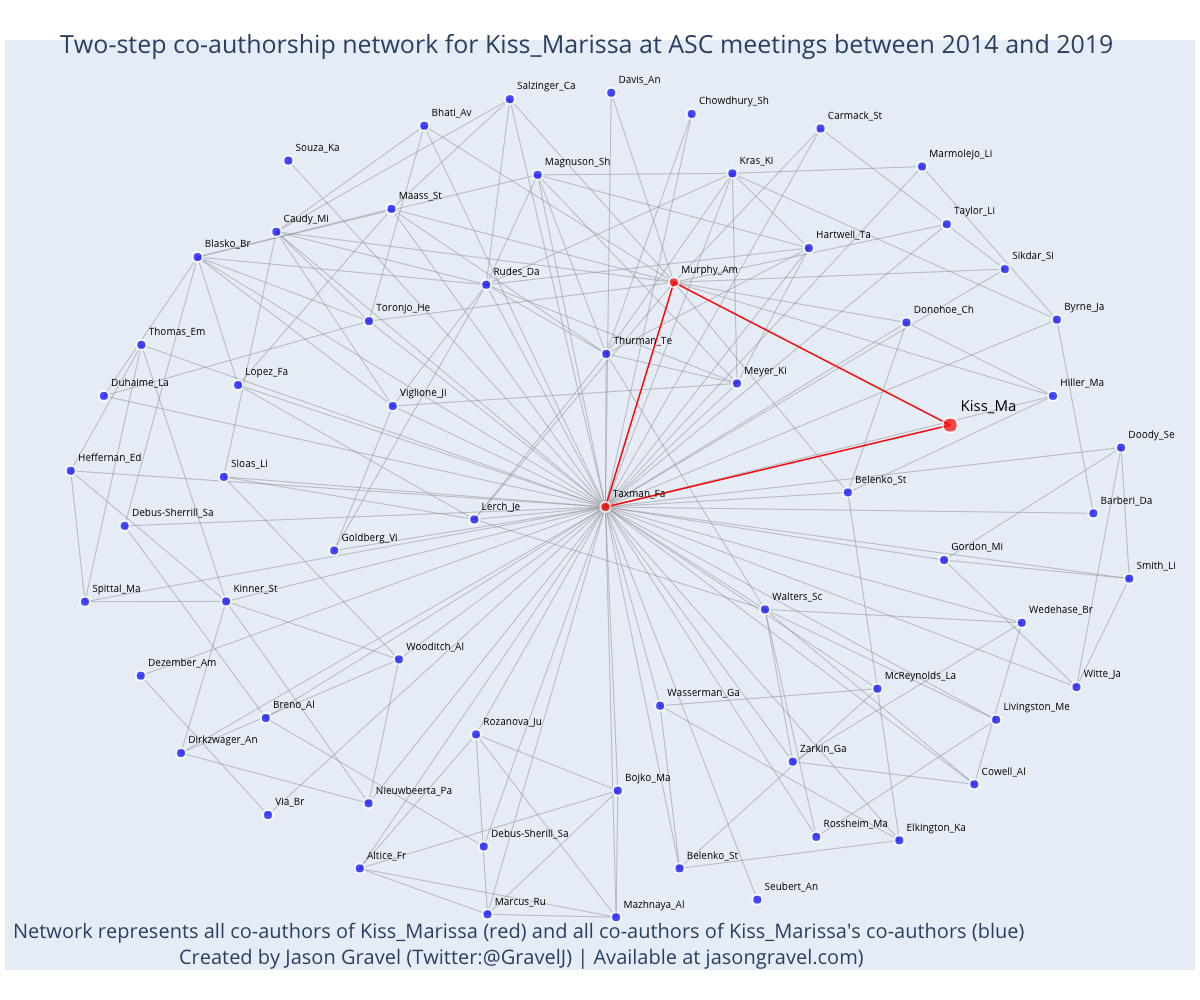 Two-step co-authorship network for Kiss_Marissa at ASC meetings between 2014 and 2019
Davis_An
Salzinger_Ca
Chowdhury_Sh
Bhati_Av
Carmack_St
Souza_Ka
Marmolejo_Li
Magnuson_Sh
Kras_Ki
Maass_St
Taylor_Li
Caudy_Mi
Hartwell_Ta
Blasko_Br
Sikdar_Si
Rudes_Da
Murphy_Am
Toronjo_He
Donohoe_Ch
Byrne_Ja
Thomas_Em
Thurman_Te
Lopez_Fa
Meyer_Ki
Duhaime_La
Hiller_Ma
Viglione_Ji
Kiss_Ma
Doody_Se
Heffernan_Ed
Sloas_Li
Belenko_St
Taxman_Fa
Barberi_Da
Lerch_Je
Debus-Sherrill_Sa
Goldberg_Vi
Gordon_Mi
Smith_Li
Spittal_Ma
Kinner_St
Walters_Sc
Wedehase_Br
Wooditch_Al
Dezember_Am
McReynolds_La
Witte_Ja
Wasserman_Ga
Breno_Al
Livingston_Me
Rozanova_Ju
Dirkzwager_An
Zarkin_Ga
Cowell_Al
Bojko_Ma
Nieuwbeerta_Pa
Via_Br
Debus-Sherill_Sa
Rossheim_Ma
Elkington_Ka
Altice_Fr
Belenko_St
Seubert_An
Marcus_Ru
Mazhnaya_Al
Network represents all co-authors of Kiss_Marissa (red) and all co-authors of Kiss_Marissa's co-authors (blue)
Created by Jason Gravel (Twitter:@GravelJ) | Available at jasongravel.com)